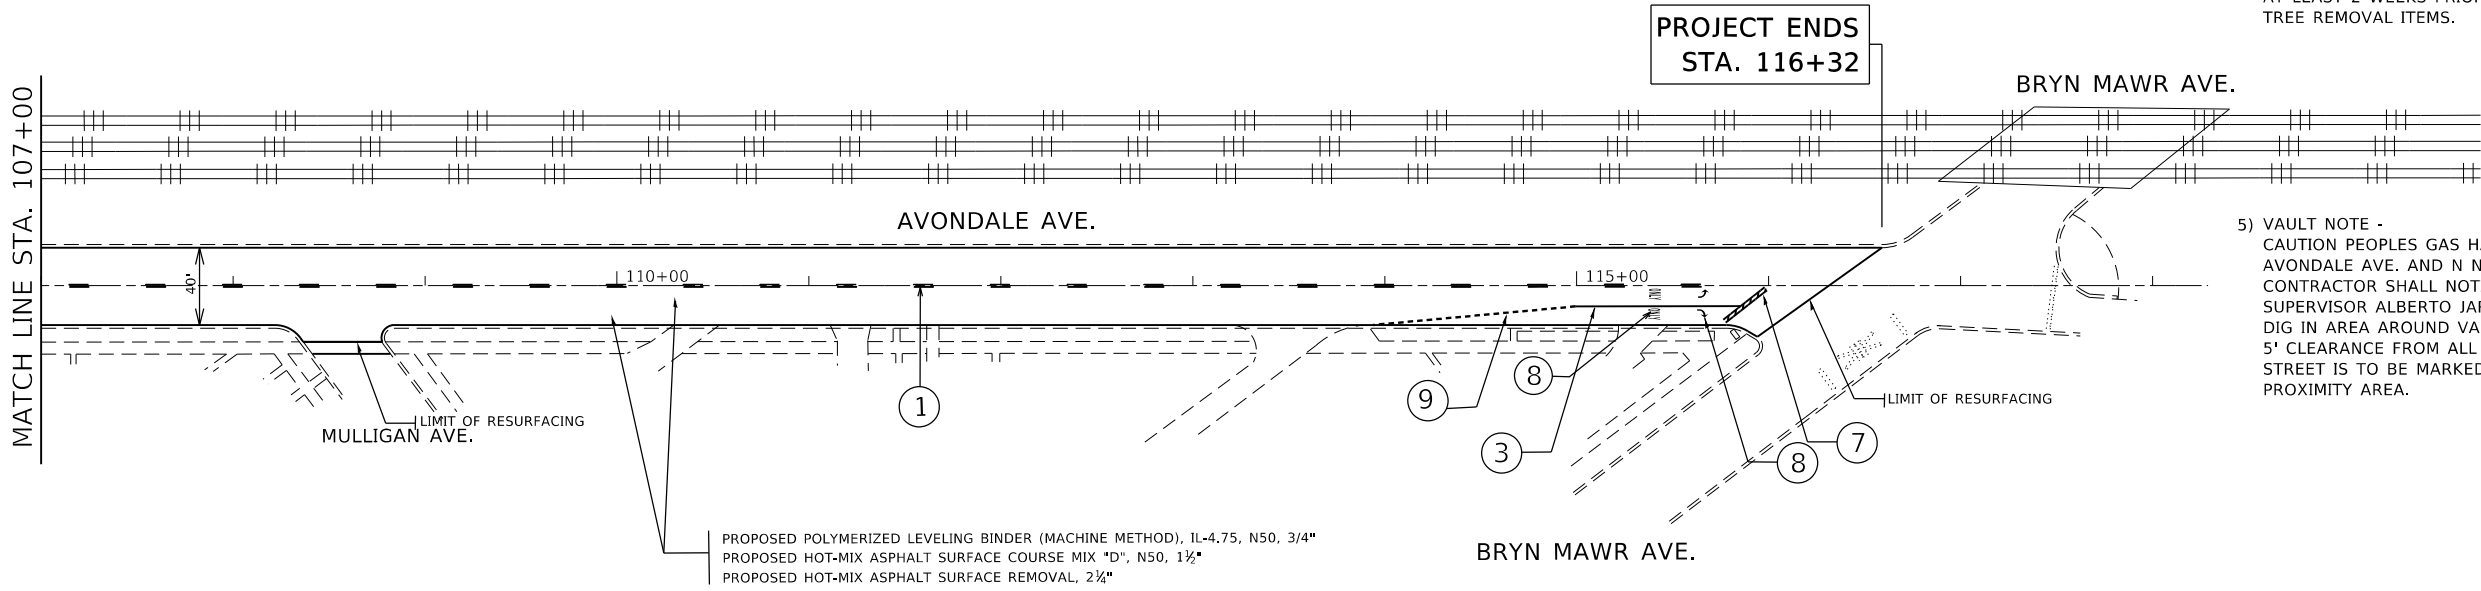 TREE REMOVAL ITEMS.
PROJECT ENDS
STA. 116+32
BRYN MAWR AVE.
MATCH LINE STA. 107+00
AVONDALE AVE.
5) VAULT NOTE -
CAUTION PEOPLES GAS
AVONDALE AVE. AND N
CONTRACTOR SHALL
SUPERVISOR ALBERTO
DIG IN AREA AROUND
5' CLEARANCE FROM ALL
STREET IS TO BE MARKED
PROXIMITY AREA.
40'
110+00
115+00
ONLY
ONLY
1
9
8
3
8
7
LIMIT OF RESURFACING
LIMIT OF RESURFACING
MULLIGAN AVE.
PROPOSED POLYMERIZED LEVELING BINDER (MACHINE METHOD), IL-4.75, N50, 3/4"
PROPOSED HOT-MIX ASPHALT SURFACE COURSE MIX "D", N50, 1½"
PROPOSED HOT-MIX ASPHALT SURFACE REMOVAL, 2¼"
BRYN MAWR AVE.